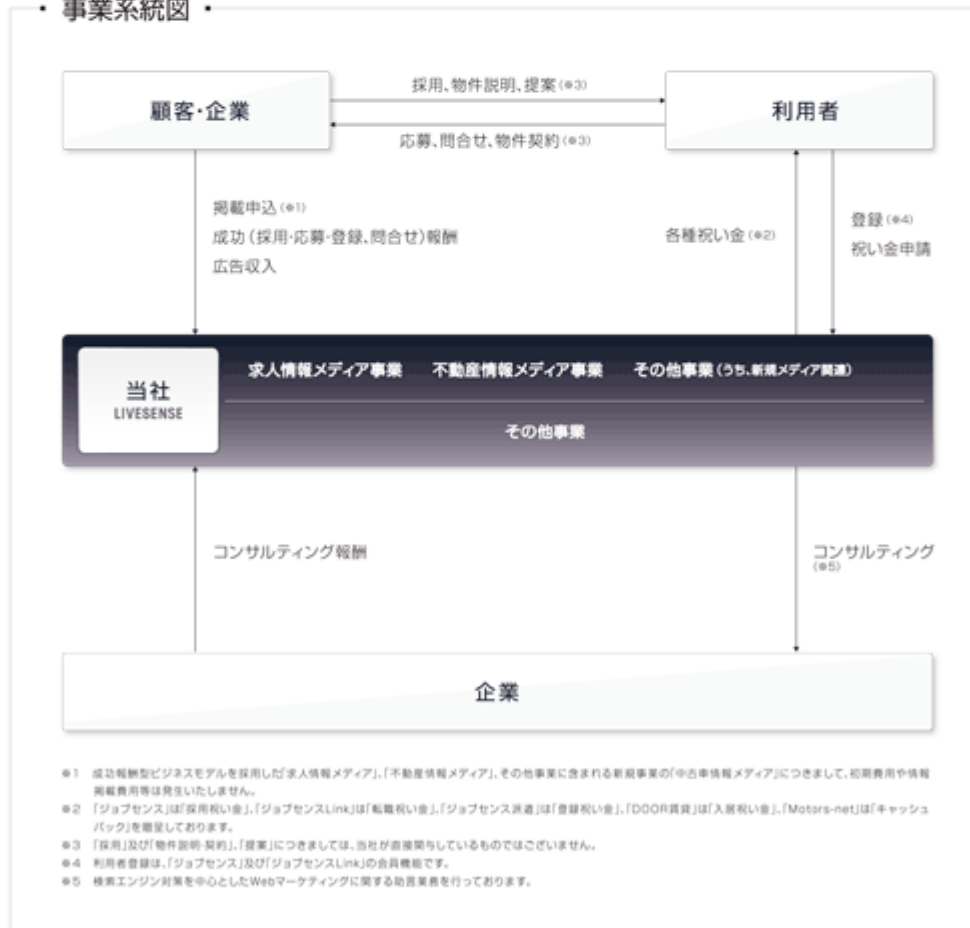 ・ 事業系統図 ・
採用、物件説明、提案(※3)
顧客・企業
利用者
応募、問合せ、物件契約(※3)
掲載申込(※1)
成功(採用・応募・登録、問合せ)報酬
広告収入
各種祝い金(※2)
登録(※4)
祝い金申請
当社
LIVESENSE
求人情報メディア事業 不動産情報メディア事業 その他事業(うち、新規メディア関連)
その他事業
コンサルティング報酬
コンサルティング
(※5)
企業
※1 成功報酬型ビジネスモデルを採用した「求人情報メディア」、「不動産情報メディア」、その他事業に含まれる新規事業の「中古車情報メディア」につきまして、初期費用や情報
掲載費用等は発生いたしません。
※2 「ジョブセンス」は「採用祝い金」、「ジョブセンスLink」は「転職祝い金」、「ジョブセンス派遣」は「登録祝い金」、「DOOR賃貸」は「入居祝い金」、「Motors-net」は「キャッシュ
バック」を贈呈しております。
※3 「採用」及び「物件説明・契約」、「提案」につきましては、当社が直接関与しているものではございません。
※4 利用者登録は、「ジョブセンス」及び「ジョブセンスLink」の会員機能です。
※5 検索エンジン対策を中心としたWebマーケティングに関する助言業務を行っております。